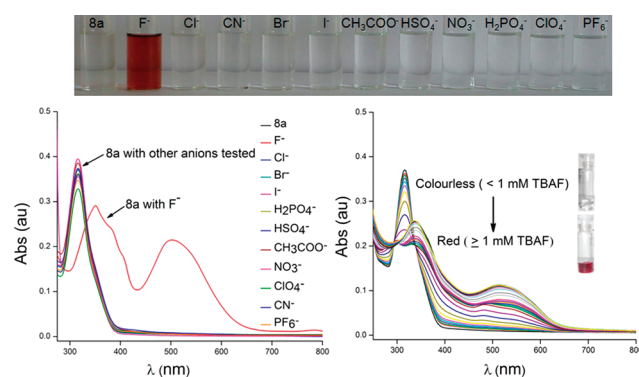 8a F⁻ Cl⁻ CN⁻ Br⁻ I⁻ CH₃COO⁻ HSO₄⁻ NO₃⁻ H₂PO₄⁻ ClO₄⁻ PF₆⁻
0.5
0.4
0.3
0.2
0.1
0.0
Abs (au)
300 400 500 600 700 800
λ (nm)
8a with other anions tested
8a with F⁻
8a
F⁻
Cl⁻
Br⁻
I⁻
H2PO4⁻
HSO4⁻
CH3COO⁻
NO3⁻
ClO4⁻
CN⁻
PF6⁻
0.5
0.4
0.3
0.2
0.1
0.0
Abs (au)
300 400 500 600 700 800
λ (nm)
Colourless ( < 1 mM TBAF)
Red ( ≥ 1 mM TBAF)